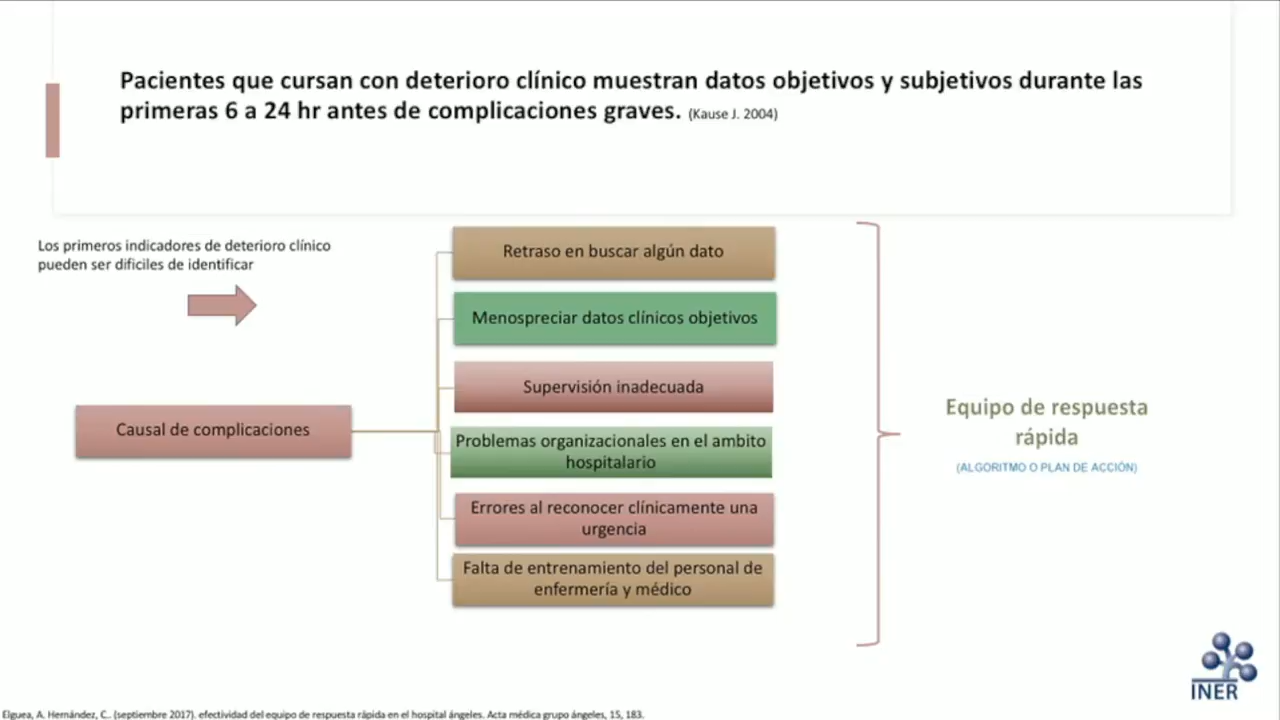 Pacientes que cursan con deterioro clínico muestran datos objetivos y subjetivos durante las
primeras 6 a 24 hr antes de complicaciones graves. (Kause J. 2004)
Los primeros indicadores de deterioro clínico
pueden ser dificiles de identificar
Causal de complicaciones
Retraso en buscar algún dato
Menospreciar datos clínicos objetivos
Supervisión inadecuada
Problemas organizacionales en el ambito
hospitalario
Errores al reconocer clínicamente una
urgencia
Falta de entrenamiento del personal de
enfermería y médico
Equipo de respuesta
rápida
(ALGORITMO O PLAN DE ACCIÓN)
INER
Elguea, A. Hernández, C.. (septiembre 2017). efectividad del equipo de respuesta rápida en el hospital ángeles. Acta médica grupo ángeles, 15, 183.